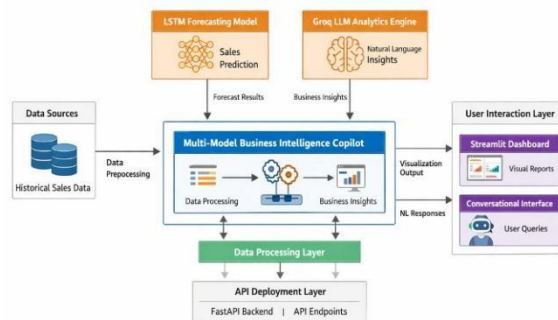 LSTM Forecasting Model
Sales
Prediction
Groq LLM Analytics Engine
Natural Language
Insights
Forecast Results
Business Insights
Data Sources
Historical Sales Data
Data
Prepocessing
Multi-Model Business Intelligence Copilot
Data Processing
Business Insights
Visualization
Output
NL Responses
User Interaction Layer
Streamlit Dashboard
Visual Reports
Conversational Interface
User Queries
Data Processing Layer
API Deployment Layer
FastAPI Backend | API Endpoints